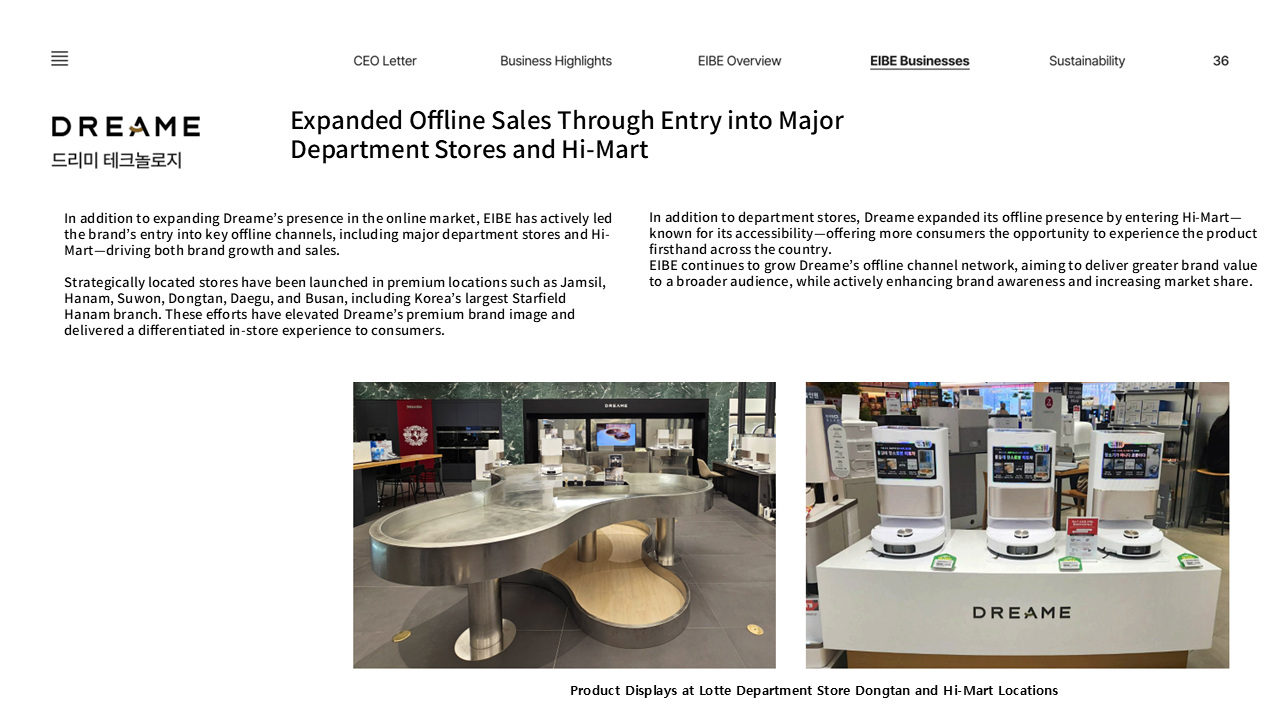 CEO Letter
Business Highlights
EIBE Overview
EIBE Businesses
Sustainability
36
DREAME
드리미 테크놀로지
Expanded Offline Sales Through Entry into Major
Department Stores and Hi-Mart
In addition to expanding Dreame’s presence in the online market, EIBE has actively led
the brand’s entry into key offline channels, including major department stores and Hi-
Mart—driving both brand growth and sales.
Strategically located stores have been launched in premium locations such as Jamsil,
Hanam, Suwon, Dongtan, Daegu, and Busan, including Korea’s largest Starfield
Hanam branch. These efforts have elevated Dreame’s premium brand image and
delivered a differentiated in-store experience to consumers.
In addition to department stores, Dreame expanded its offline presence by entering Hi-Mart—
known for its accessibility—offering more consumers the opportunity to experience the product
firsthand across the country.
EIBE continues to grow Dreame’s offline channel network, aiming to deliver greater brand value
to a broader audience, while actively enhancing brand awareness and increasing market share.
DREAME
DREAME
Product Displays at Lotte Department Store Dongtan and Hi-Mart Locations